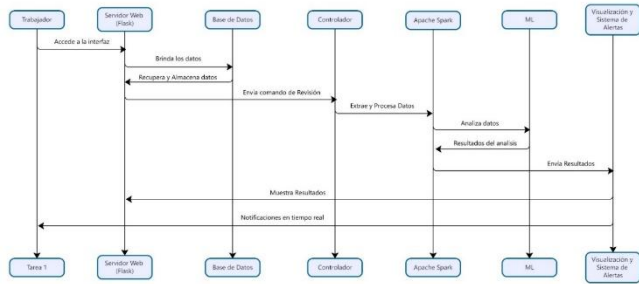 Trabajador
Servidor Web
(Flask)
Base de Datos
Controlador
Apache Spark
ML
Visualización y
Sistema de
Alertas
Accede a la interfaz
Brinda los datos
Recupera y Almacena datos
Envia comando de Revisión
Extrae y Procesa Datos
Analiza datos
Resultados del analisis
Envia Resultados
Muestra Resultados
Notificaciones en tiempo real
Tarea 1
Servidor Web
(Flask)
Base de Datos
Controlador
Apache Spark
ML
Visualización y
Sistema de
Alertas